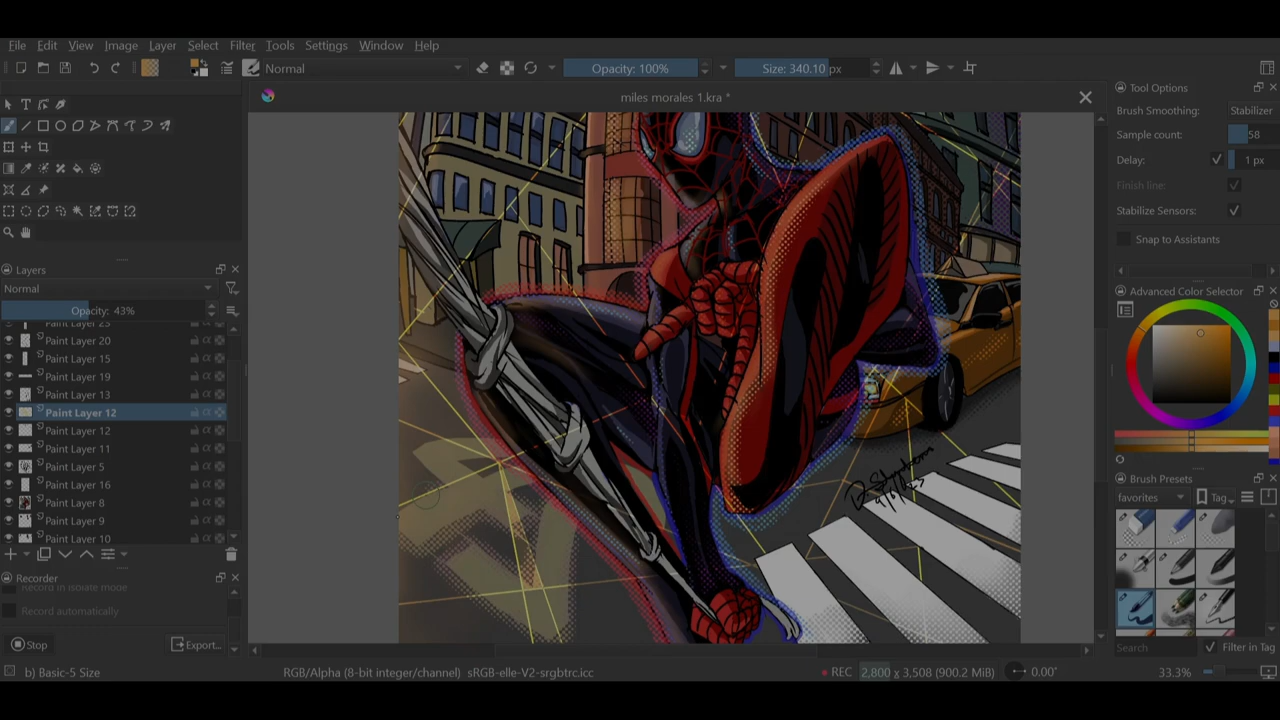 File Edit View Image Layer Select Filter Tools Settings Window Help
Normal Opacity: 100% Size: 340.10 px
miles morales 1.kra *
Layers
Normal
Opacity: 43%
Paint Layer 20
Paint Layer 15
Paint Layer 19
Paint Layer 13
Paint Layer 12
Paint Layer 12
Paint Layer 11
Paint Layer 5
Paint Layer 16
Paint Layer 8
Paint Layer 9
Paint Layer 10
Recorder
Record in isolate mode
Record automatically
Stop Export...
Tool Options
Brush Smoothing: Stabilizer
Sample count: 58
Delay: 1 px
Finish line:
Stabilize Sensors:
Snap to Assistants
Advanced Color Selector
Brush Presets
favorites Tag
Search Filter in Tag
b) Basic-5 Size RGB/Alpha (8-bit integer/channel) sRGB-elle-V2-srgbtrc.icc REC 2,800 x 3,508 (900.2 MiB) 0.00° 33.3%